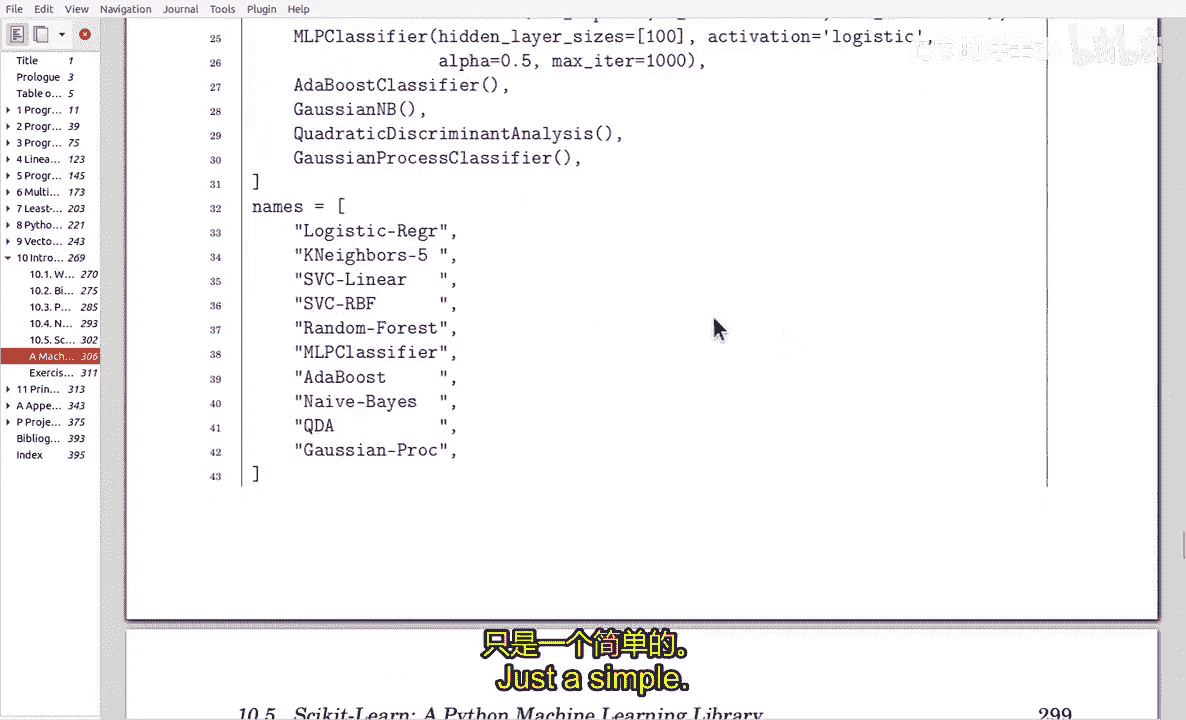 File Edit View Navigation Journal Tools Plugin Help
Title 1
Prologue 3
Table o... 5
1 Progr... 11
2 Progr... 39
3 Progr... 75
4 Linea... 123
5 Progr... 145
6 Multi... 173
7 Least-... 203
8 Pytho... 221
9 Vecto... 243
10 Intro... 269
10.1. W... 270
10.2. Bi... 275
10.3. P... 285
10.4. N... 293
10.5. Sc... 302
A Mach... 306
Exercis... 311
11 Prin... 313
A Appe... 343
P Proje... 375
Bibliog... 393
Index 395
25 MLPClassifier(hidden_layer_sizes=[100], activation='logistic',
26 alpha=0.5, max_iter=1000),
27 AdaBoostClassifier(),
28 GaussianNB(),
29 QuadraticDiscriminantAnalysis(),
30 GaussianProcessClassifier(),
31 ]
32 names = [
33 "Logistic-Regr",
34 "KNeighbors-5 ",
35 "SVC-Linear   ",
36 "SVC-RBF      ",
37 "Random-Forest",
38 "MLPClassifier",
39 "AdaBoost     ",
40 "Naive-Bayes  ",
41 "QDA          ",
42 "Gaussian-Proc",
43 ]
只是一个简单的。
Just a simple.
10.5 Scikit-Learn: A Python Machine Learning Library 299